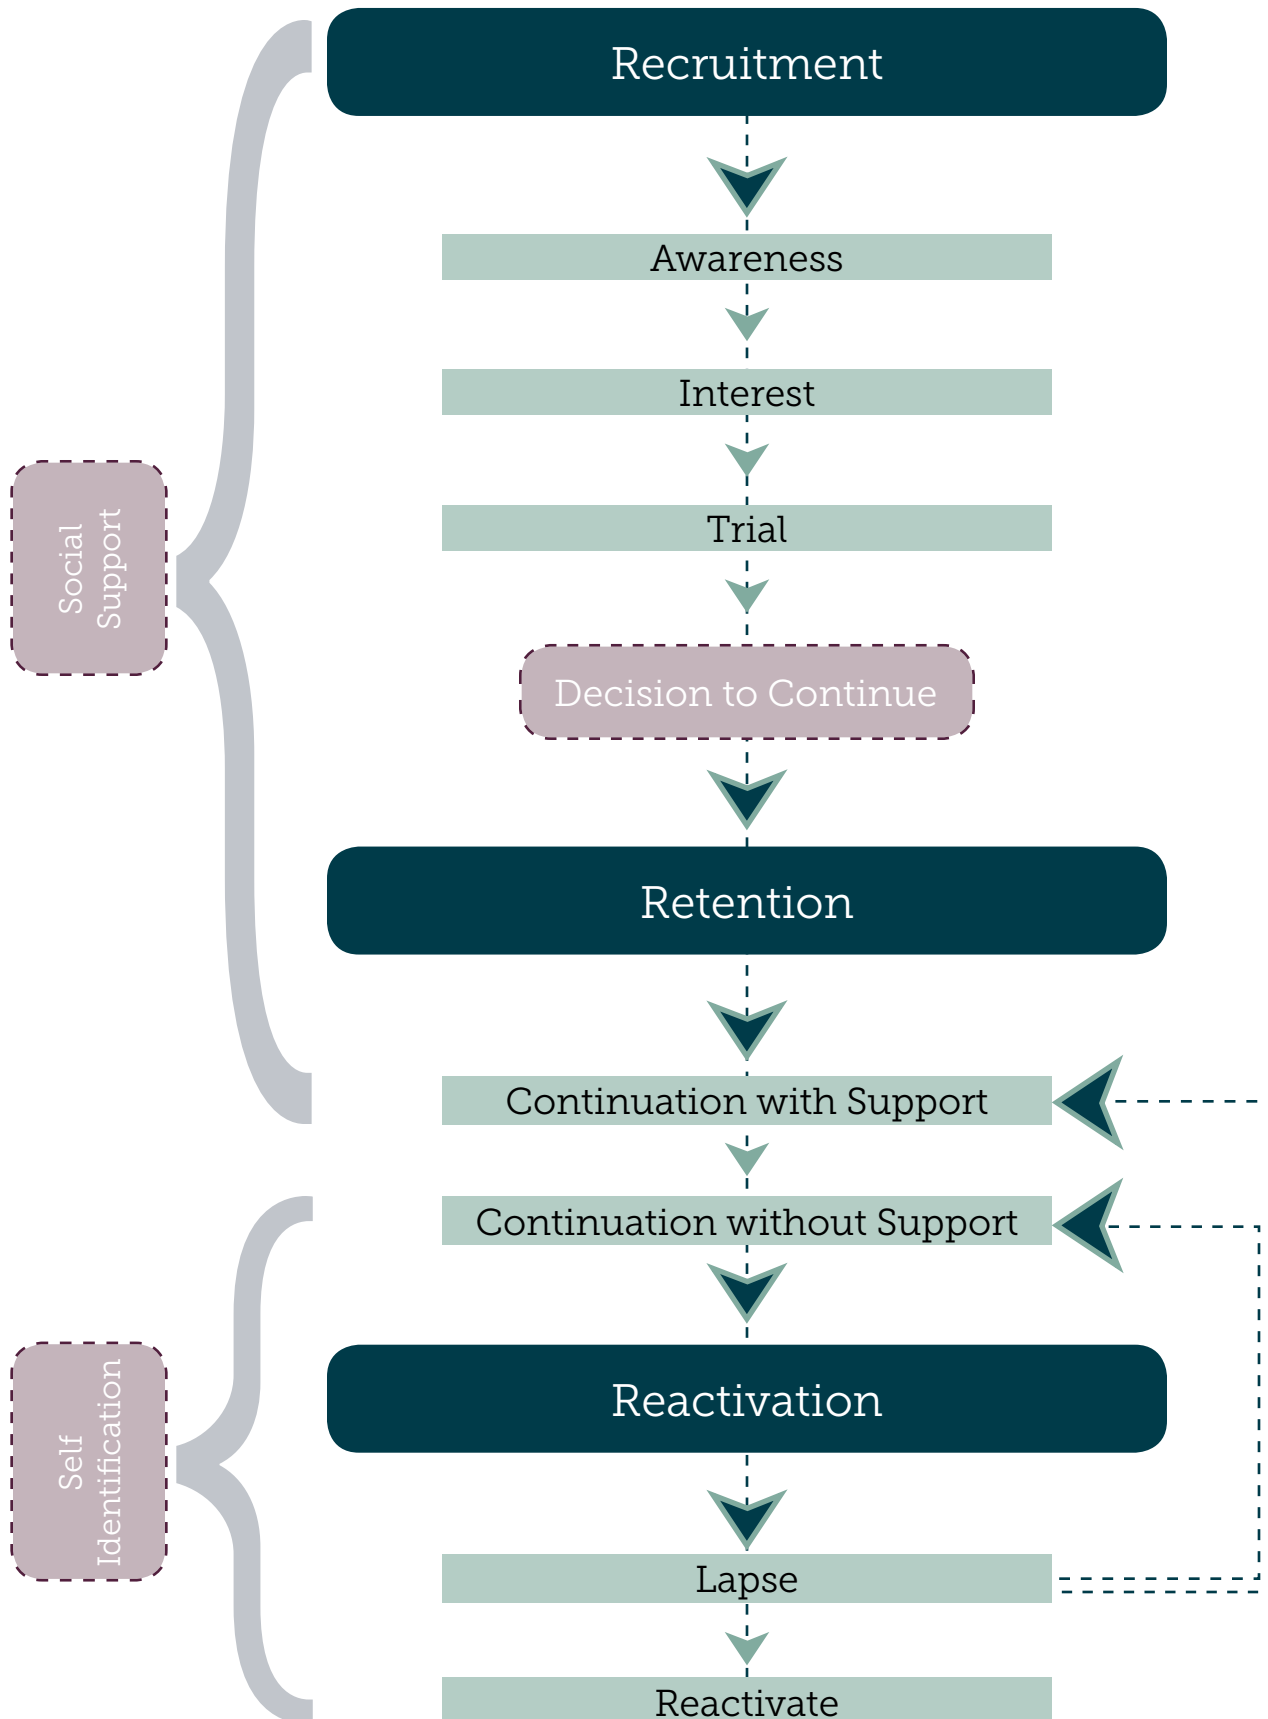 Recruitment
Awareness
Interest
Trial
Social
Support
Decision to Continue
Retention
Continuation with Support
Continuation without Support
Reactivation
Self
Identification
Lapse
Reactivate